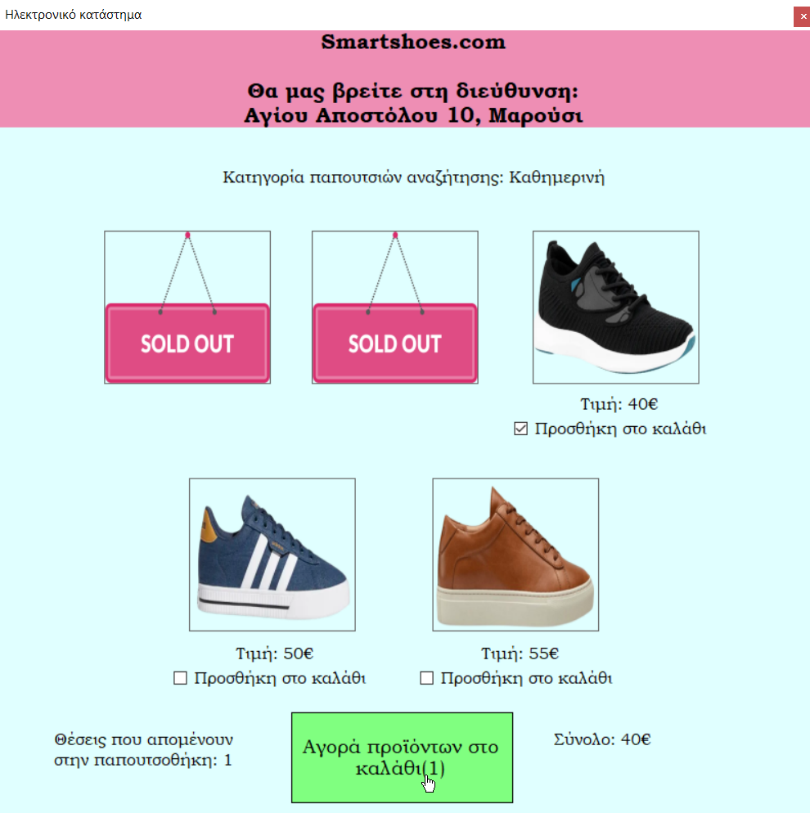 Ηλεκτρονικό κατάστημα
Smartshoes.com
Θα μας βρείτε στη διεύθυνση:
Αγίου Αποστόλου 10, Μαρούσι
Κατηγορία παπουτσιών αναζήτησης: Καθημερινή
SOLD OUT
SOLD OUT
Τιμή: 40€
Προσθήκη στο καλάθι
Τιμή: 50€
Προσθήκη στο καλάθι
Τιμή: 55€
Προσθήκη στο καλάθι
Θέσεις που απομένουν
στην παπουτσοθήκη: 1
Αγορά προϊόντων στο
καλάθι(1)
Σύνολο: 40€